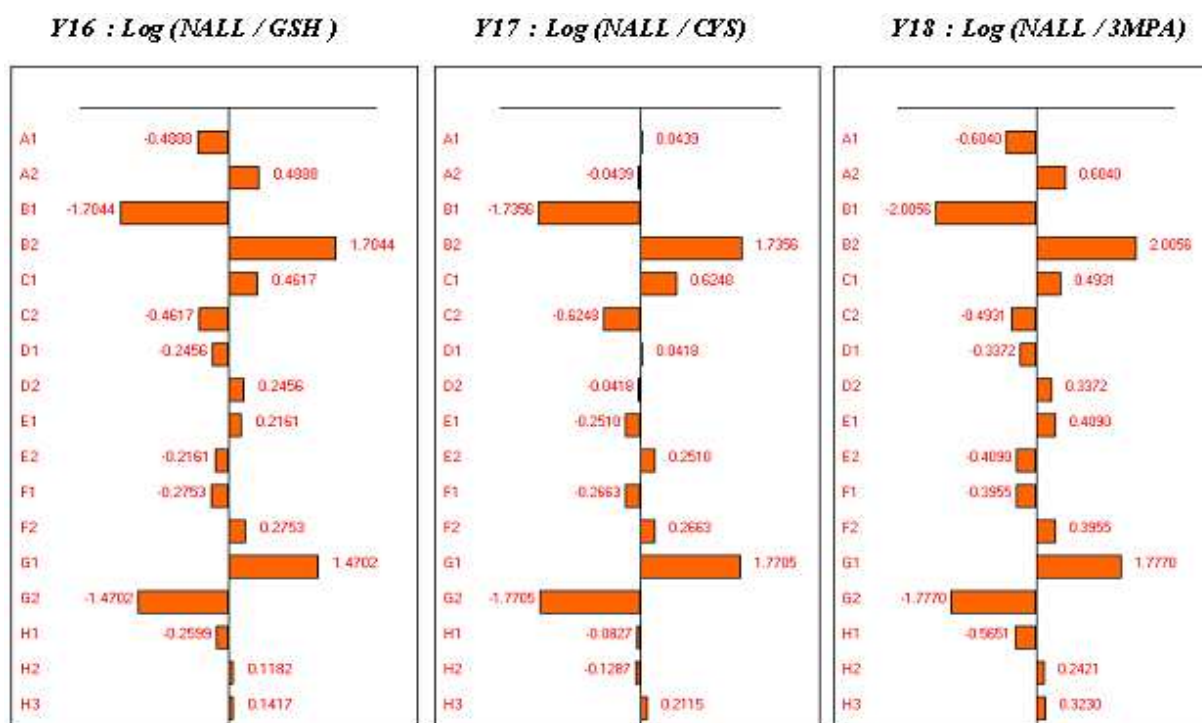 Y16 : Log (NALL / GSH )
A1 -0.4888
A2 0.4888
B1 -1.7044
B2 1.7044
C1 0.4617
C2 -0.4617
D1 -0.2456
D2 0.2456
E1 0.2161
E2 -0.2161
F1 -0.2753
F2 0.2753
G1 1.4702
G2 -1.4702
H1 -0.2599
H2 0.1182
H3 0.1417
Y17 : Log (NALL / CYS)
A1 0.0439
A2 -0.0439
B1 -1.7356
B2 1.7356
C1 0.6248
C2 -0.6248
D1 0.0418
D2 -0.0418
E1 -0.2510
E2 0.2510
F1 -0.2663
F2 0.2663
G1 1.7705
G2 -1.7705
H1 -0.0827
H2 -0.1287
H3 0.2115
Y18 : Log (NALL / 3MPA)
A1 -0.6040
A2 0.6040
B1 -2.0056
B2 2.0056
C1 0.4931
C2 -0.4931
D1 -0.3372
D2 0.3372
E1 0.4090
E2 -0.4090
F1 -0.3955
F2 0.3955
G1 1.7770
G2 -1.7770
H1 -0.5651
H2 0.2421
H3 0.3230